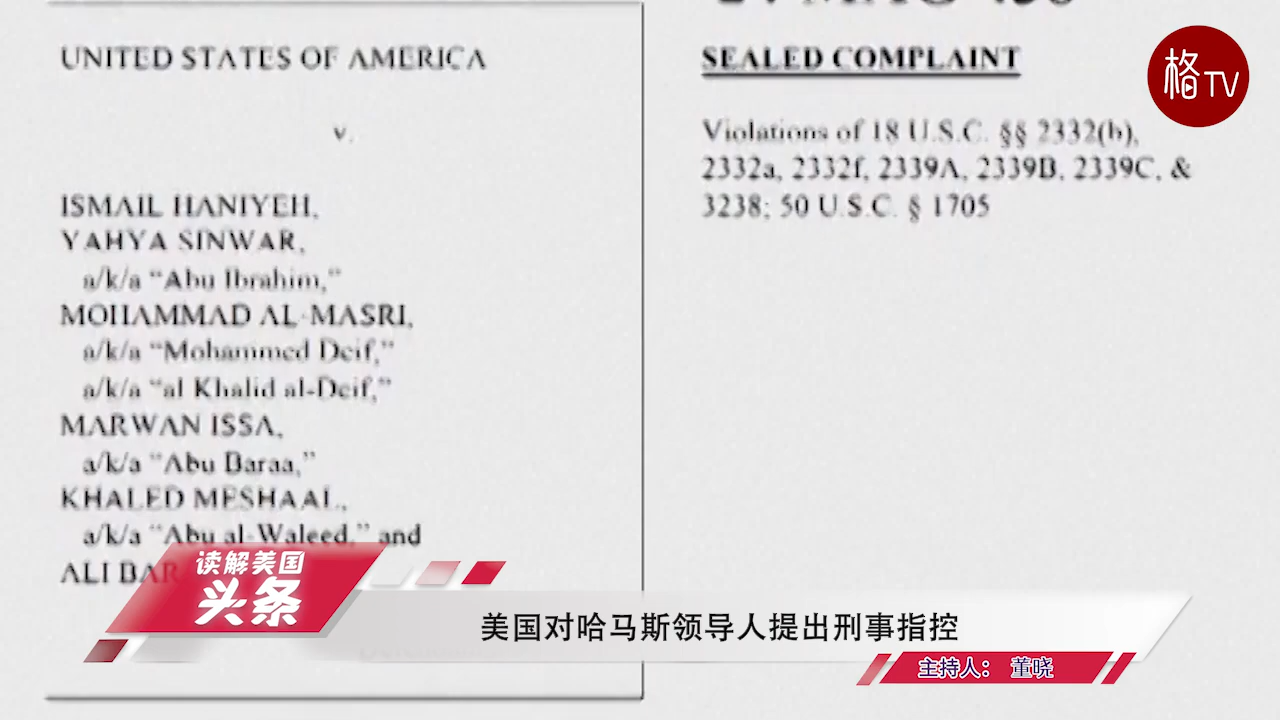 UNITED STATES OF AMERICA
v.
ISMAIL HANIYEH,
YAHYA SINWAR,
a/k/a “Abu Ibrahim,”
MOHAMMAD AL-MASRI,
a/k/a “Mohammed Deif,”
a/k/a “al Khalid al-Deif,”
MARWAN ISSA,
a/k/a “Abu Baraa,”
KHALED MESHAAL,
a/k/a “Abu al-Waleed,” and
ALI
SEALED COMPLAINT
Violations of 18 U.S.C. §§ 2332(b),
2332a, 2332f, 2339A, 2339B, 2339C, &
3238; 50 U.S.C. § 1705
格TV
读解美国
头条
美国对哈马斯领导人提出刑事指控
主持人： 董晓